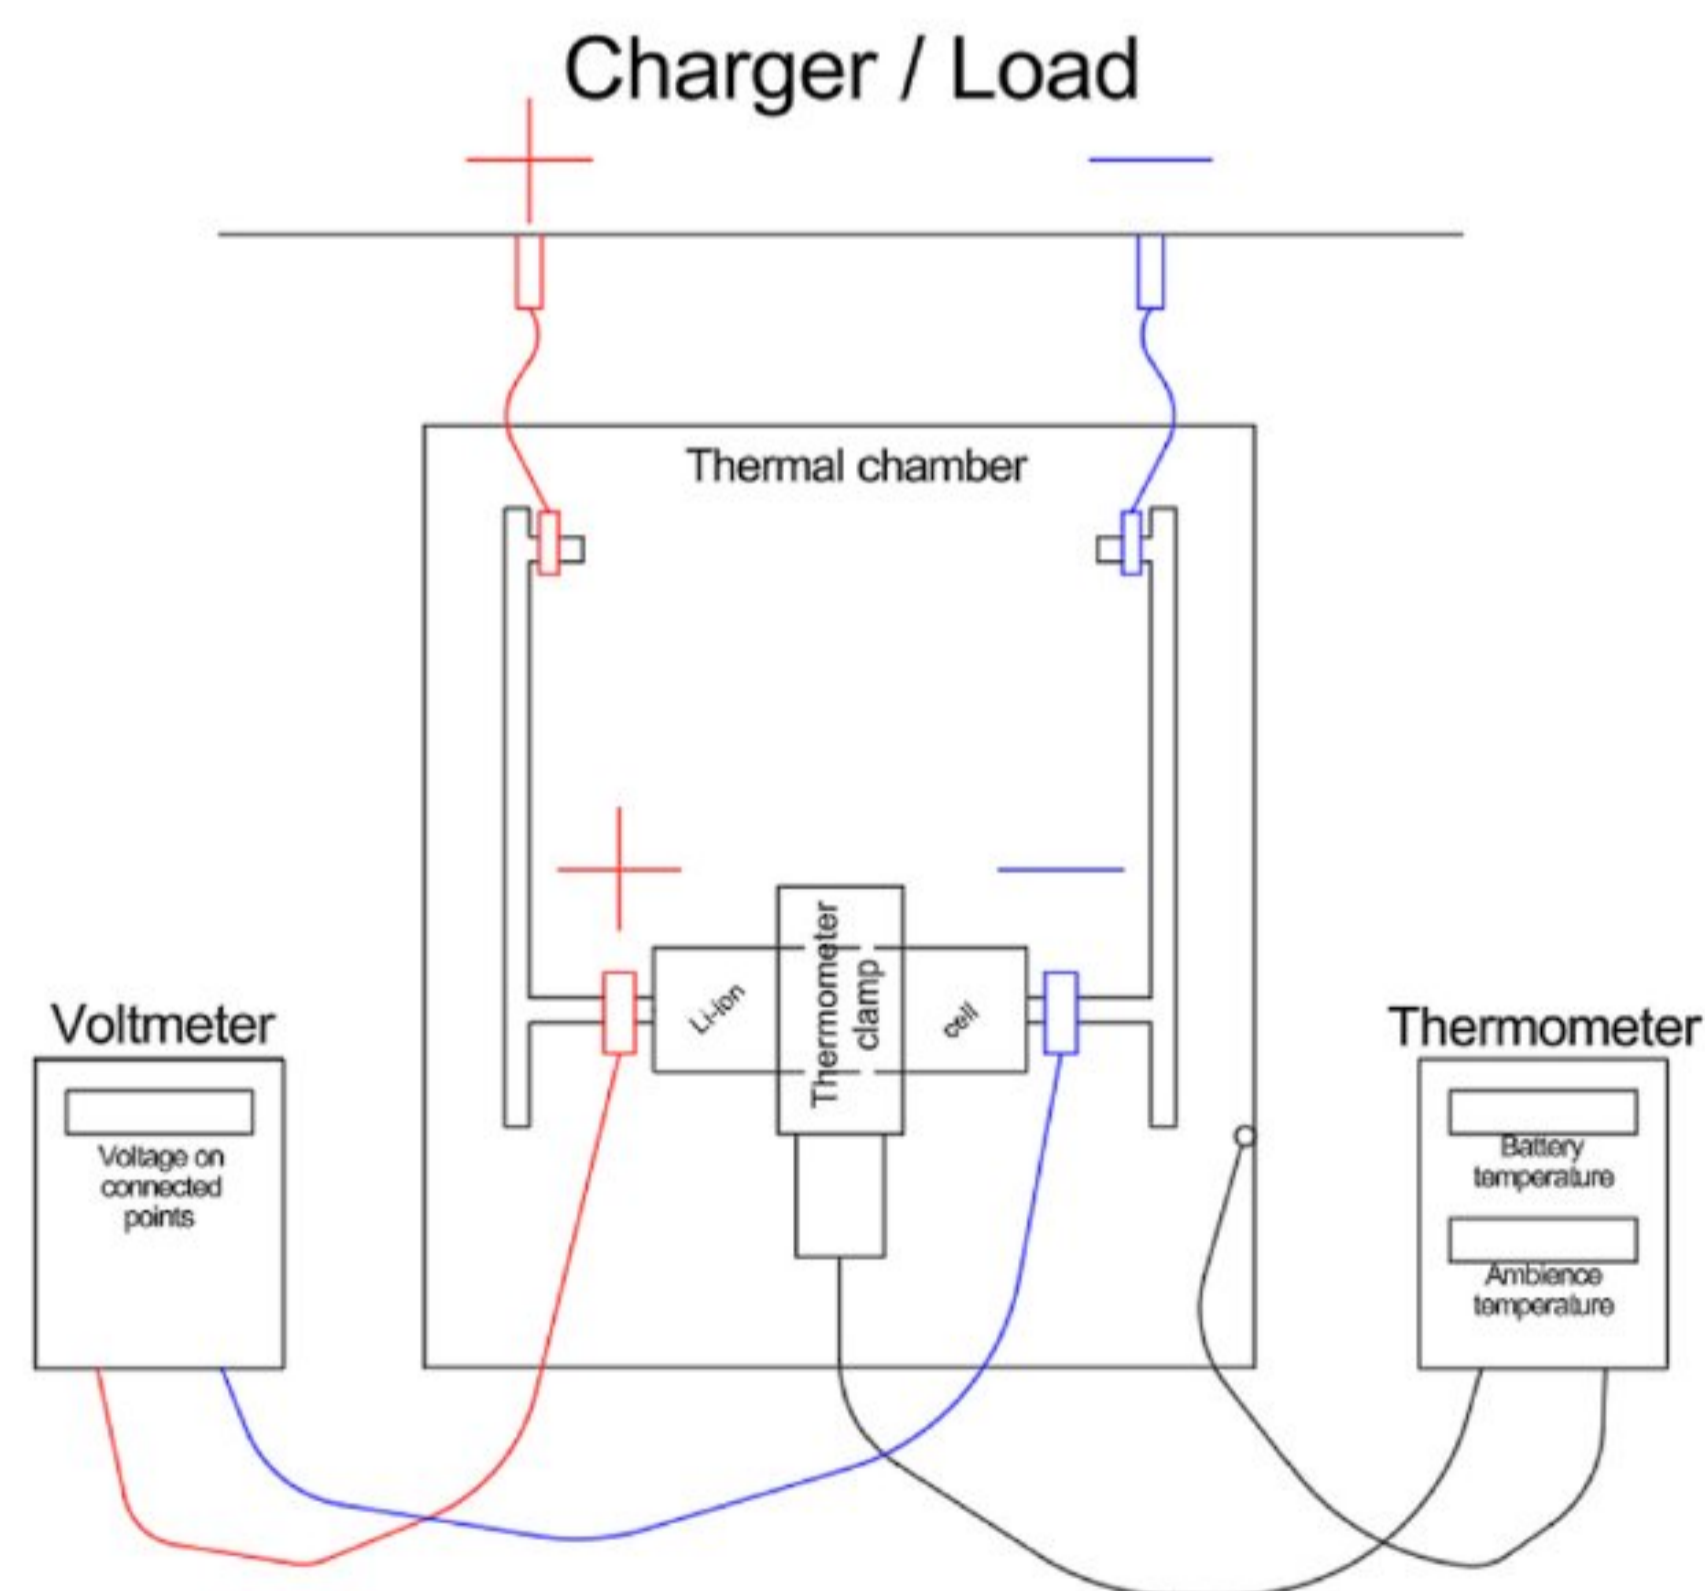 Charger / Load
Thermal chamber
Thermometer
clamp
Li-ion
cell
Voltmeter
Voltage on
connected
points
Thermometer
Battery
temperature
Ambience
temperature